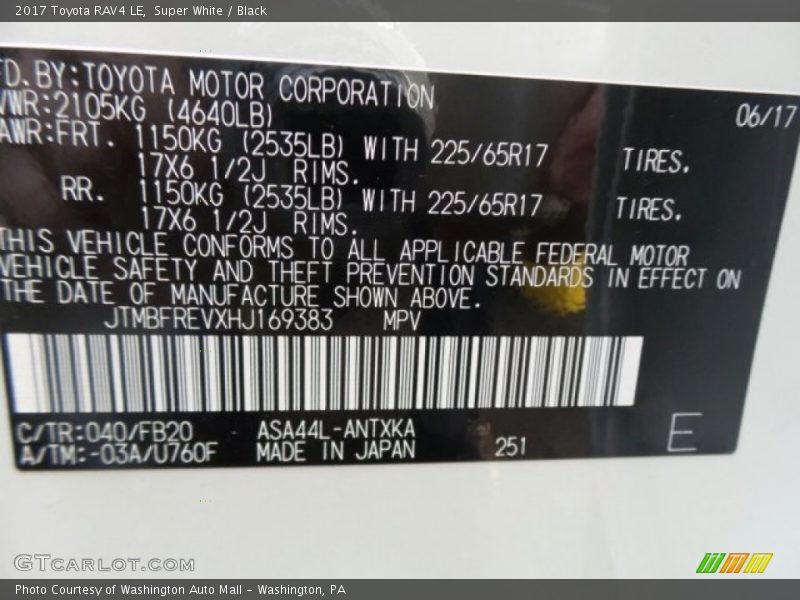 2017 Toyota RAV4 LE, Super White / Black
FD.BY:TOYOTA MOTOR CORPORATION 06/17
VWR:2105KG (4640LB)
AWR:FRT. 1150KG (2535LB) WITH 225/65R17 TIRES.
17X6 1/2J RIMS.
RR. 1150KG (2535LB) WITH 225/65R17 TIRES.
17X6 1/2J RIMS.
THIS VEHICLE CONFORMS TO ALL APPLICABLE FEDERAL MOTOR
VEHICLE SAFETY AND THEFT PREVENTION STANDARDS IN EFFECT ON
THE DATE OF MANUFACTURE SHOWN ABOVE.
JTMBFREVXHJ169383 MPV
C/TR:040/FB20 ASA44L-ANTXKA
A/TM:-03A/U760F MADE IN JAPAN 251 E
GTCARLOT.COM
Photo Courtesy of Washington Auto Mall - Washington, PA